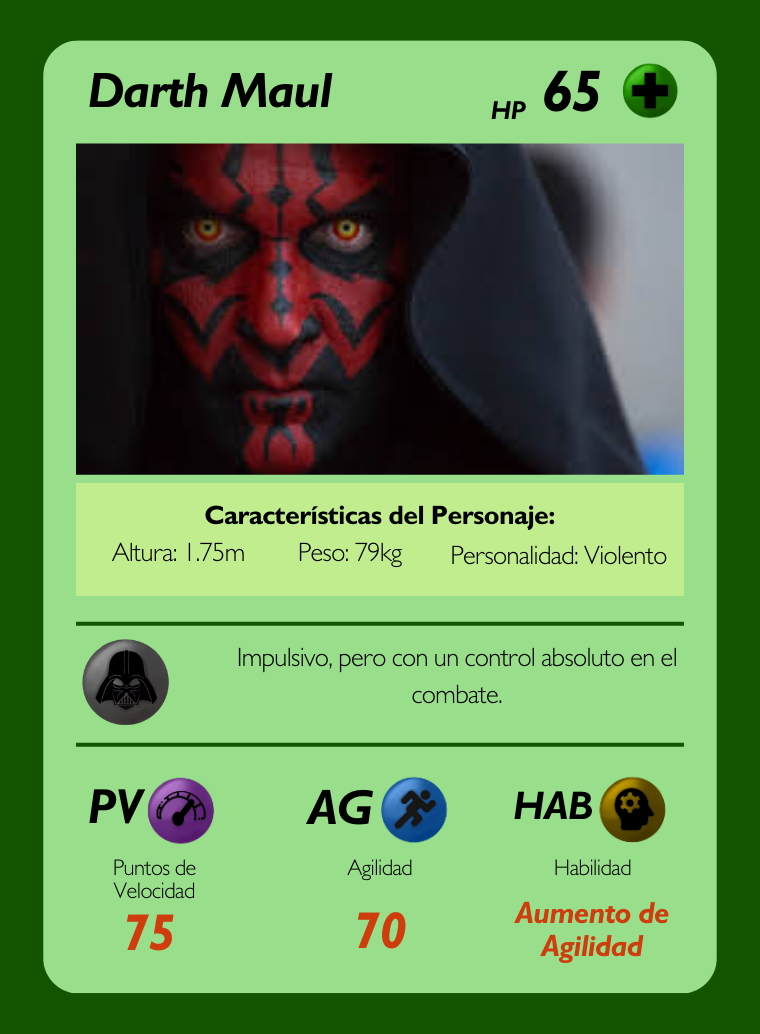 Darth Maul
HP 65
Características del Personaje:
Altura: 1.75m Peso: 79kg Personalidad: Violento
Impulsivo, pero con un control absoluto en el
combate.
PV AG HAB
Puntos de
Velocidad
75
Agilidad
70
Habilidad
Aumento de
Agilidad